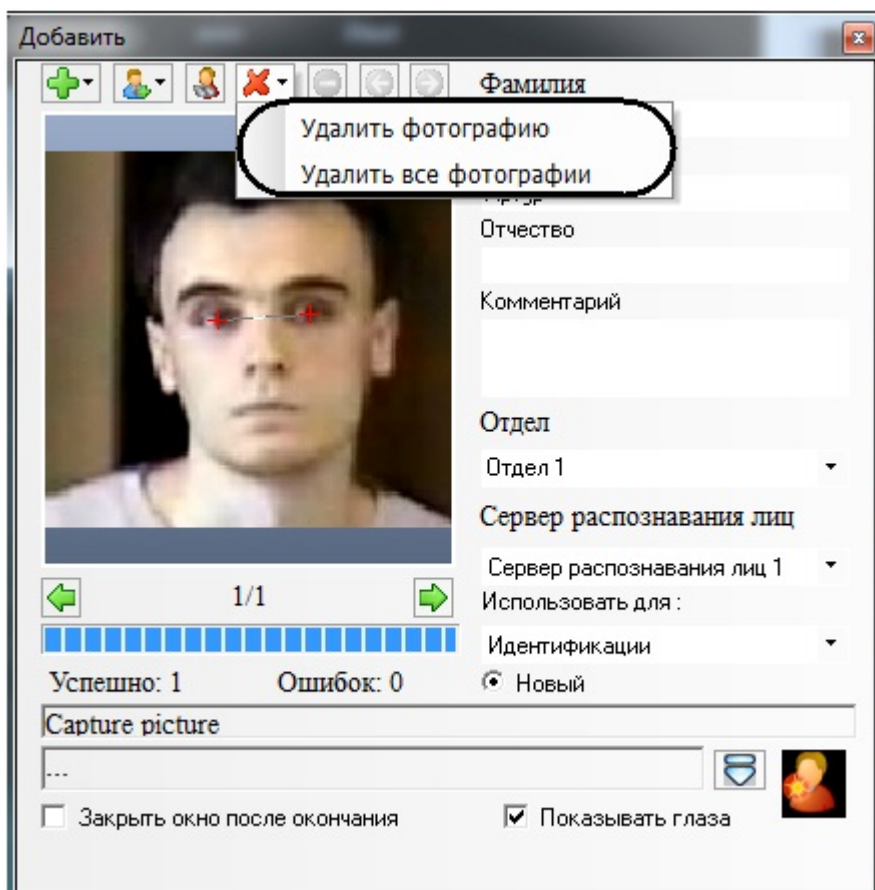 Добавить
Фамилия
Удалить фотографию
Удалить все фотографии
Отчество
Комментарий
Отдел
Отдел 1
Сервер распознавания лиц
Сервер распознавания лиц 1
1/1
Использовать для :
Идентификации
Успешно: 1 Ошибок: 0
Новый
Capture picture
...
Закрыть окно после окончания
Показывать глаза